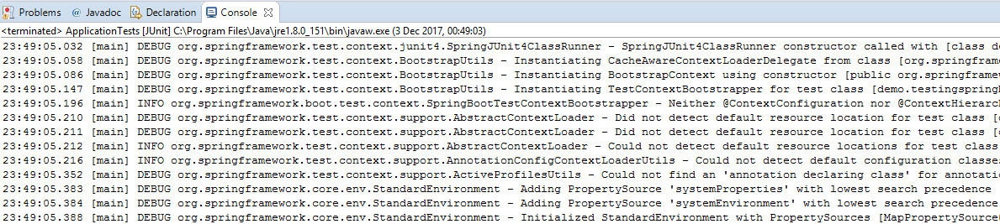 Problems @ Javadoc Declaration Console
<terminated> ApplicationTests [JUnit] C:\Program Files\Java\jre1.8.0_151\bin\javaw.exe (3 Dec 2017, 00:49:03)
23:49:05.032 [main] DEBUG org.springframework.test.context.junit4.SpringJUnit4ClassRunner - SpringJUnit4ClassRunner constructor called with [class de
23:49:05.058 [main] DEBUG org.springframework.test.context.BootstrapUtils - Instantiating CacheAwareContextLoaderDelegate from class [org.springfram
23:49:05.086 [main] DEBUG org.springframework.test.context.BootstrapUtils - Instantiating BootstrapContext using constructor [public org.springframew
23:49:05.147 [main] DEBUG org.springframework.test.context.BootstrapUtils - Instantiating TestContextBootstrapper for test class [demo.testingspring
23:49:05.196 [main] INFO org.springframework.boot.test.context.SpringBootTestContextBootstrapper - Neither @ContextConfiguration nor @ContextHierarc
23:49:05.210 [main] DEBUG org.springframework.test.context.support.AbstractContextLoader - Did not detect default resource location for test class [
23:49:05.211 [main] DEBUG org.springframework.test.context.support.AbstractContextLoader - Did not detect default resource location for test class [
23:49:05.212 [main] INFO org.springframework.test.context.support.AbstractContextLoader - Could not detect default resource locations for test class
23:49:05.216 [main] INFO org.springframework.test.context.support.AnnotationConfigContextLoaderUtils - Could not detect default configuration classe
23:49:05.352 [main] DEBUG org.springframework.test.context.support.ActiveProfilesUtils - Could not find an 'annotation declaring class' for annotatio
23:49:05.383 [main] DEBUG org.springframework.core.env.StandardEnvironment - Adding PropertySource 'systemProperties' with lowest search precedence
23:49:05.384 [main] DEBUG org.springframework.core.env.StandardEnvironment - Adding PropertySource 'systemEnvironment' with lowest search precedence
23:49:05.388 [main] DEBUG org.springframework.core.env.StandardEnvironment - Initialized StandardEnvironment with PropertySources [MapPropertySource